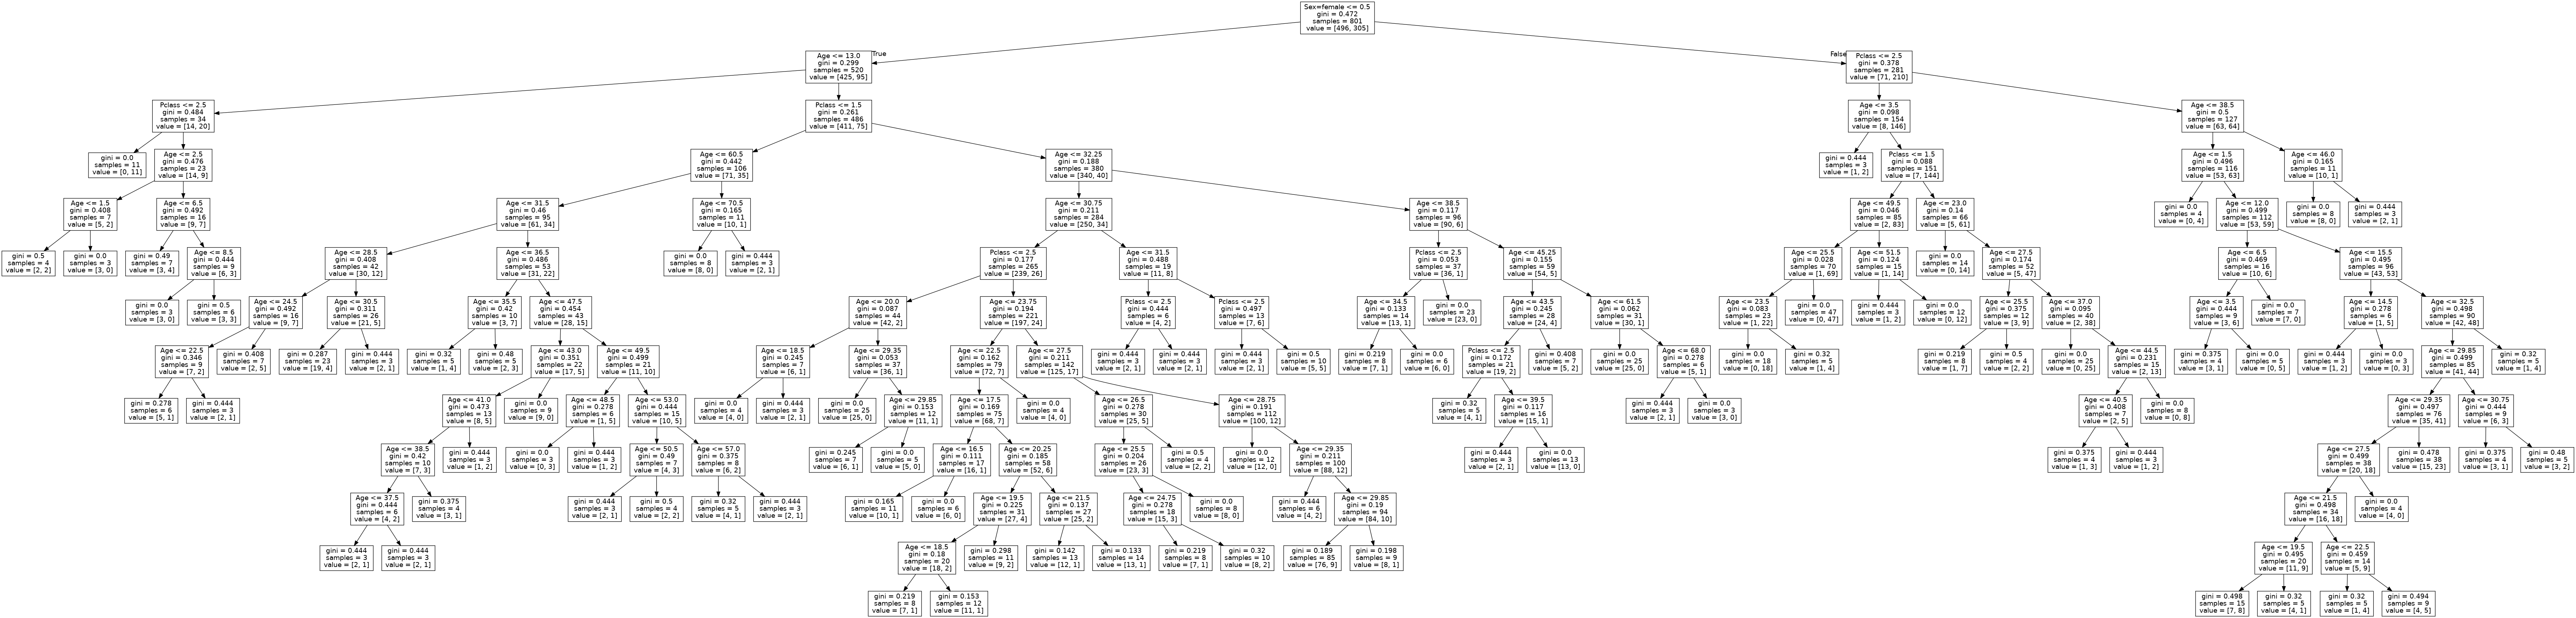 Sex=female <= 0.5
gini = 0.472
samples = 801
value = [496, 305]
True
False
Age <= 13.0
gini = 0.299
samples = 520
value = [425, 95]
Pclass <= 2.5
gini = 0.378
samples = 281
value = [71, 210]
Pclass <= 2.5
gini = 0.484
samples = 34
value = [14, 20]
Pclass <= 1.5
gini = 0.261
samples = 486
value = [411, 75]
Age <= 3.5
gini = 0.098
samples = 154
value = [8, 146]
Age <= 38.5
gini = 0.5
samples = 127
value = [63, 64]
gini = 0.0
samples = 11
value = [0, 11]
Age <= 2.5
gini = 0.476
samples = 23
value = [14, 9]
Age <= 60.5
gini = 0.442
samples = 106
value = [71, 35]
Age <= 32.25
gini = 0.188
samples = 380
value = [340, 40]
gini = 0.444
samples = 3
value = [1, 2]
Pclass <= 1.5
gini = 0.088
samples = 151
value = [7, 144]
Age <= 1.5
gini = 0.496
samples = 116
value = [53, 63]
Age <= 46.0
gini = 0.165
samples = 11
value = [10, 1]
Age <= 1.5
gini = 0.408
samples = 7
value = [5, 2]
Age <= 6.5
gini = 0.492
samples = 16
value = [9, 7]
Age <= 31.5
gini = 0.46
samples = 95
value = [61, 34]
Age <= 70.5
gini = 0.165
samples = 11
value = [10, 1]
Age <= 30.75
gini = 0.211
samples = 284
value = [250, 34]
Age <= 38.5
gini = 0.117
samples = 96
value = [90, 6]
Age <= 49.5
gini = 0.046
samples = 85
value = [2, 83]
Age <= 23.0
gini = 0.14
samples = 66
value = [5, 61]
gini = 0.0
samples = 4
value = [0, 4]
Age <= 12.0
gini = 0.499
samples = 112
value = [53, 59]
gini = 0.0
samples = 8
value = [8, 0]
gini = 0.444
samples = 3
value = [2, 1]
gini = 0.5
samples = 4
value = [2, 2]
gini = 0.0
samples = 3
value = [3, 0]
gini = 0.49
samples = 7
value = [3, 4]
Age <= 8.5
gini = 0.444
samples = 9
value = [6, 3]
Age <= 28.5
gini = 0.408
samples = 42
value = [30, 12]
Age <= 36.5
gini = 0.486
samples = 53
value = [31, 22]
gini = 0.0
samples = 8
value = [8, 0]
gini = 0.444
samples = 3
value = [2, 1]
Pclass <= 2.5
gini = 0.177
samples = 265
value = [239, 26]
Age <= 31.5
gini = 0.488
samples = 19
value = [11, 8]
Pclass <= 2.5
gini = 0.053
samples = 37
value = [36, 1]
Age <= 45.25
gini = 0.155
samples = 59
value = [54, 5]
Age <= 25.5
gini = 0.028
samples = 70
value = [1, 69]
Age <= 51.5
gini = 0.124
samples = 15
value = [1, 14]
gini = 0.0
samples = 14
value = [0, 14]
Age <= 27.5
gini = 0.174
samples = 52
value = [5, 47]
Age <= 6.5
gini = 0.469
samples = 16
value = [10, 6]
Age <= 15.5
gini = 0.495
samples = 96
value = [43, 53]
gini = 0.0
samples = 3
value = [3, 0]
gini = 0.5
samples = 6
value = [3, 3]
Age <= 24.5
gini = 0.492
samples = 16
value = [9, 7]
Age <= 30.5
gini = 0.311
samples = 26
value = [21, 5]
Age <= 35.5
gini = 0.42
samples = 10
value = [3, 7]
Age <= 47.5
gini = 0.454
samples = 43
value = [28, 15]
Age <= 20.0
gini = 0.087
samples = 44
value = [42, 2]
Age <= 23.75
gini = 0.194
samples = 221
value = [197, 24]
Pclass <= 2.5
gini = 0.444
samples = 6
value = [4, 2]
Pclass <= 2.5
gini = 0.497
samples = 13
value = [7, 6]
Age <= 34.5
gini = 0.133
samples = 14
value = [13, 1]
gini = 0.0
samples = 23
value = [23, 0]
Age <= 43.5
gini = 0.245
samples = 28
value = [24, 4]
Age <= 61.5
gini = 0.062
samples = 31
value = [30, 1]
Age <= 23.5
gini = 0.083
samples = 23
value = [1, 22]
gini = 0.0
samples = 47
value = [0, 47]
gini = 0.444
samples = 3
value = [1, 2]
gini = 0.0
samples = 12
value = [0, 12]
Age <= 25.5
gini = 0.375
samples = 12
value = [3, 9]
Age <= 37.0
gini = 0.095
samples = 40
value = [2, 38]
Age <= 3.5
gini = 0.444
samples = 9
value = [3, 6]
gini = 0.0
samples = 7
value = [7, 0]
Age <= 14.5
gini = 0.278
samples = 6
value = [1, 5]
Age <= 32.5
gini = 0.498
samples = 90
value = [42, 48]
Age <= 22.5
gini = 0.346
samples = 9
value = [7, 2]
gini = 0.408
samples = 7
value = [2, 5]
gini = 0.287
samples = 23
value = [19, 4]
gini = 0.444
samples = 3
value = [2, 1]
gini = 0.32
samples = 5
value = [1, 4]
gini = 0.48
samples = 5
value = [2, 3]
Age <= 43.0
gini = 0.351
samples = 22
value = [17, 5]
Age <= 49.5
gini = 0.499
samples = 21
value = [11, 10]
Age <= 18.5
gini = 0.245
samples = 7
value = [6, 1]
Age <= 29.35
gini = 0.053
samples = 37
value = [36, 1]
Age <= 22.5
gini = 0.162
samples = 79
value = [72, 7]
Age <= 27.5
gini = 0.211
samples = 142
value = [125, 17]
gini = 0.444
samples = 3
value = [2, 1]
gini = 0.444
samples = 3
value = [2, 1]
gini = 0.444
samples = 3
value = [2, 1]
gini = 0.5
samples = 10
value = [5, 5]
gini = 0.219
samples = 8
value = [7, 1]
gini = 0.0
samples = 6
value = [6, 0]
Pclass <= 2.5
gini = 0.172
samples = 21
value = [19, 2]
gini = 0.408
samples = 7
value = [5, 2]
gini = 0.0
samples = 25
value = [25, 0]
Age <= 68.0
gini = 0.278
samples = 6
value = [5, 1]
gini = 0.0
samples = 18
value = [0, 18]
gini = 0.32
samples = 5
value = [1, 4]
gini = 0.219
samples = 8
value = [1, 7]
gini = 0.5
samples = 4
value = [2, 2]
gini = 0.0
samples = 25
value = [0, 25]
Age <= 44.5
gini = 0.231
samples = 15
value = [2, 13]
gini = 0.375
samples = 4
value = [3, 1]
gini = 0.0
samples = 5
value = [0, 5]
gini = 0.444
samples = 3
value = [1, 2]
gini = 0.0
samples = 3
value = [0, 3]
Age <= 29.85
gini = 0.499
samples = 85
value = [41, 44]
gini = 0.32
samples = 5
value = [1, 4]
gini = 0.278
samples = 6
value = [5, 1]
gini = 0.444
samples = 3
value = [2, 1]
Age <= 41.0
gini = 0.473
samples = 13
value = [8, 5]
gini = 0.0
samples = 9
value = [9, 0]
Age <= 48.5
gini = 0.278
samples = 6
value = [1, 5]
Age <= 53.0
gini = 0.444
samples = 15
value = [10, 5]
gini = 0.0
samples = 4
value = [4, 0]
gini = 0.444
samples = 3
value = [2, 1]
gini = 0.0
samples = 25
value = [25, 0]
Age <= 29.85
gini = 0.153
samples = 12
value = [11, 1]
Age <= 17.5
gini = 0.169
samples = 75
value = [68, 7]
gini = 0.0
samples = 4
value = [4, 0]
Age <= 26.5
gini = 0.278
samples = 30
value = [25, 5]
Age <= 28.75
gini = 0.191
samples = 112
value = [100, 12]
gini = 0.32
samples = 5
value = [4, 1]
Age <= 39.5
gini = 0.117
samples = 16
value = [15, 1]
gini = 0.444
samples = 3
value = [2, 1]
gini = 0.0
samples = 3
value = [3, 0]
Age <= 40.5
gini = 0.408
samples = 7
value = [2, 5]
gini = 0.0
samples = 8
value = [0, 8]
Age <= 29.35
gini = 0.497
samples = 76
value = [35, 41]
Age <= 30.75
gini = 0.444
samples = 9
value = [6, 3]
Age <= 38.5
gini = 0.42
samples = 10
value = [7, 3]
gini = 0.444
samples = 3
value = [1, 2]
gini = 0.0
samples = 3
value = [0, 3]
gini = 0.444
samples = 3
value = [1, 2]
Age <= 50.5
gini = 0.49
samples = 7
value = [4, 3]
Age <= 57.0
gini = 0.375
samples = 8
value = [6, 2]
gini = 0.245
samples = 7
value = [6, 1]
gini = 0.0
samples = 5
value = [5, 0]
Age <= 16.5
gini = 0.111
samples = 17
value = [16, 1]
Age <= 20.25
gini = 0.185
samples = 58
value = [52, 6]
Age <= 25.5
gini = 0.204
samples = 26
value = [23, 3]
gini = 0.5
samples = 4
value = [2, 2]
gini = 0.0
samples = 12
value = [12, 0]
Age <= 29.35
gini = 0.211
samples = 100
value = [88, 12]
gini = 0.444
samples = 3
value = [2, 1]
gini = 0.0
samples = 13
value = [13, 0]
gini = 0.375
samples = 4
value = [1, 3]
gini = 0.444
samples = 3
value = [1, 2]
Age <= 27.5
gini = 0.499
samples = 38
value = [20, 18]
gini = 0.478
samples = 38
value = [15, 23]
gini = 0.375
samples = 4
value = [3, 1]
gini = 0.48
samples = 5
value = [3, 2]
Age <= 37.5
gini = 0.444
samples = 6
value = [4, 2]
gini = 0.375
samples = 4
value = [3, 1]
gini = 0.444
samples = 3
value = [2, 1]
gini = 0.5
samples = 4
value = [2, 2]
gini = 0.32
samples = 5
value = [4, 1]
gini = 0.444
samples = 3
value = [2, 1]
gini = 0.165
samples = 11
value = [10, 1]
gini = 0.0
samples = 6
value = [6, 0]
Age <= 19.5
gini = 0.225
samples = 31
value = [27, 4]
Age <= 21.5
gini = 0.137
samples = 27
value = [25, 2]
Age <= 24.75
gini = 0.278
samples = 18
value = [15, 3]
gini = 0.0
samples = 8
value = [8, 0]
gini = 0.444
samples = 6
value = [4, 2]
Age <= 29.85
gini = 0.19
samples = 94
value = [84, 10]
Age <= 21.5
gini = 0.498
samples = 34
value = [16, 18]
gini = 0.0
samples = 4
value = [4, 0]
gini = 0.444
samples = 3
value = [2, 1]
gini = 0.444
samples = 3
value = [2, 1]
Age <= 18.5
gini = 0.18
samples = 20
value = [18, 2]
gini = 0.298
samples = 11
value = [9, 2]
gini = 0.142
samples = 13
value = [12, 1]
gini = 0.133
samples = 14
value = [13, 1]
gini = 0.219
samples = 8
value = [7, 1]
gini = 0.32
samples = 10
value = [8, 2]
gini = 0.189
samples = 85
value = [76, 9]
gini = 0.198
samples = 9
value = [8, 1]
Age <= 19.5
gini = 0.495
samples = 20
value = [11, 9]
Age <= 22.5
gini = 0.459
samples = 14
value = [5, 9]
gini = 0.219
samples = 8
value = [7, 1]
gini = 0.153
samples = 12
value = [11, 1]
gini = 0.498
samples = 15
value = [7, 8]
gini = 0.32
samples = 5
value = [4, 1]
gini = 0.32
samples = 5
value = [1, 4]
gini = 0.494
samples = 9
value = [4, 5]